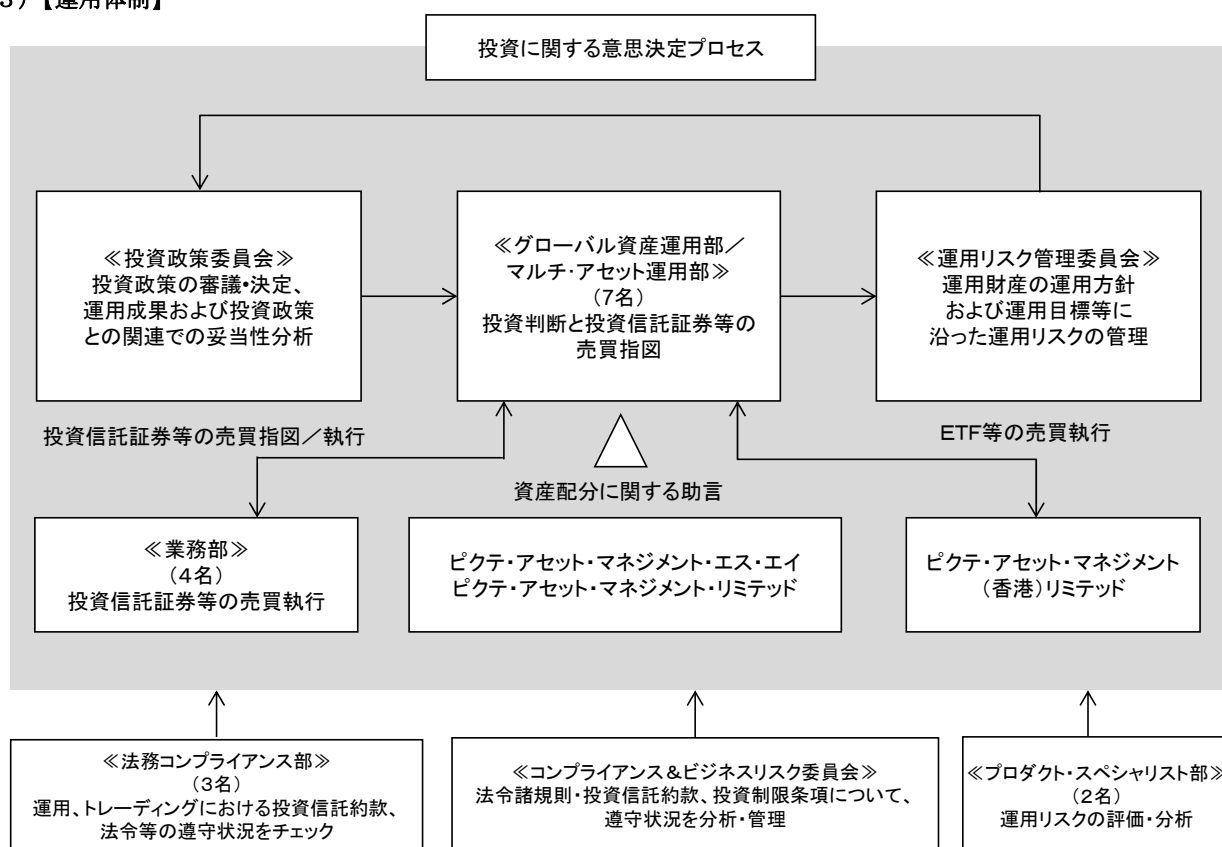 ３）【運用体制】
投資に関する意思決定プロセス
≪投資政策委員会≫
投資政策の審議・決定、
運用成果および投資政策
との関連での妥当性分析
≪グローバル資産運用部／
マルチ・アセット運用部≫
（7名）
投資判断と投資信託証券等の
売買指図
≪運用リスク管理委員会≫
運用財産の運用方針
および運用目標等に
沿った運用リスクの管理
投資信託証券等の売買指図／執行
ETF等の売買執行
資産配分に関する助言
≪業務部≫
（4名）
投資信託証券等の売買執行
ピクテ・アセット・マネジメント・エス・エイ
ピクテ・アセット・マネジメント・リミテッド
ピクテ・アセット・マネジメント
（香港）リミテッド
≪法務コンプライアンス部≫
（3名）
運用、トレーディングにおける投資信託約款、
法令等の遵守状況をチェック
≪コンプライアンス＆ビジネスリスク委員会≫
法令諸規則・投資信託約款、投資制限条項について、
遵守状況を分析・管理
≪プロダクト・スペシャリスト部≫
（2名）
運用リスクの評価・分析